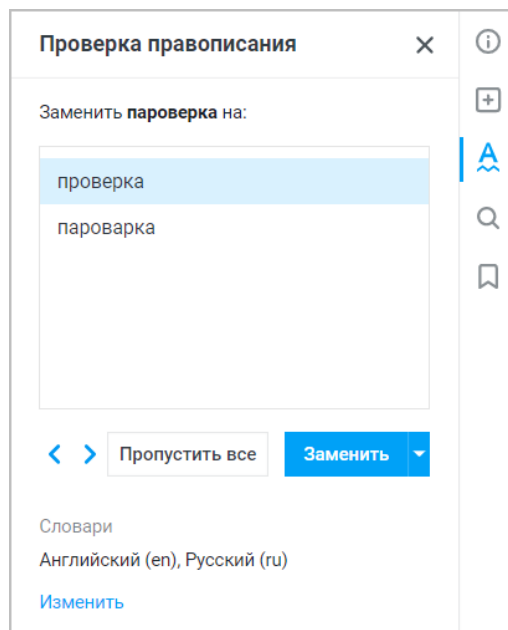 Проверка правописания
Заменить пароверка на:
проверка
пароварка
Пропустить все
Заменить
Словари
Английский (en), Русский (ru)
Изменить